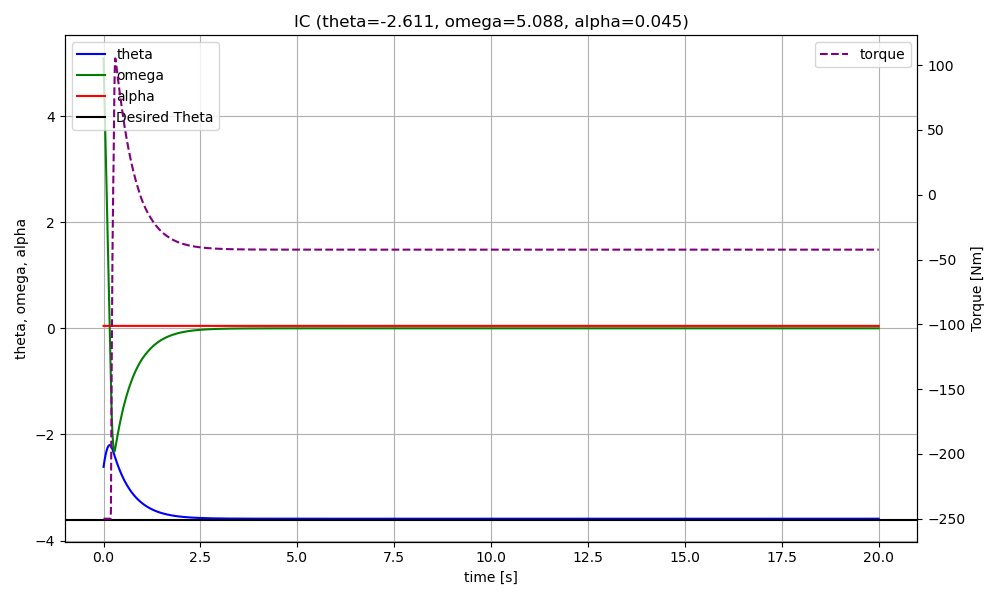 IC (theta=-2.611, omega=5.088, alpha=0.045)
theta
omega
alpha
Desired Theta
torque
theta, omega, alpha
4
2
0
−2
−4
100
50
0
−50
−100
−150
−200
−250
Torque [Nm]
0.0 2.5 5.0 7.5 10.0 12.5 15.0 17.5 20.0
time [s]